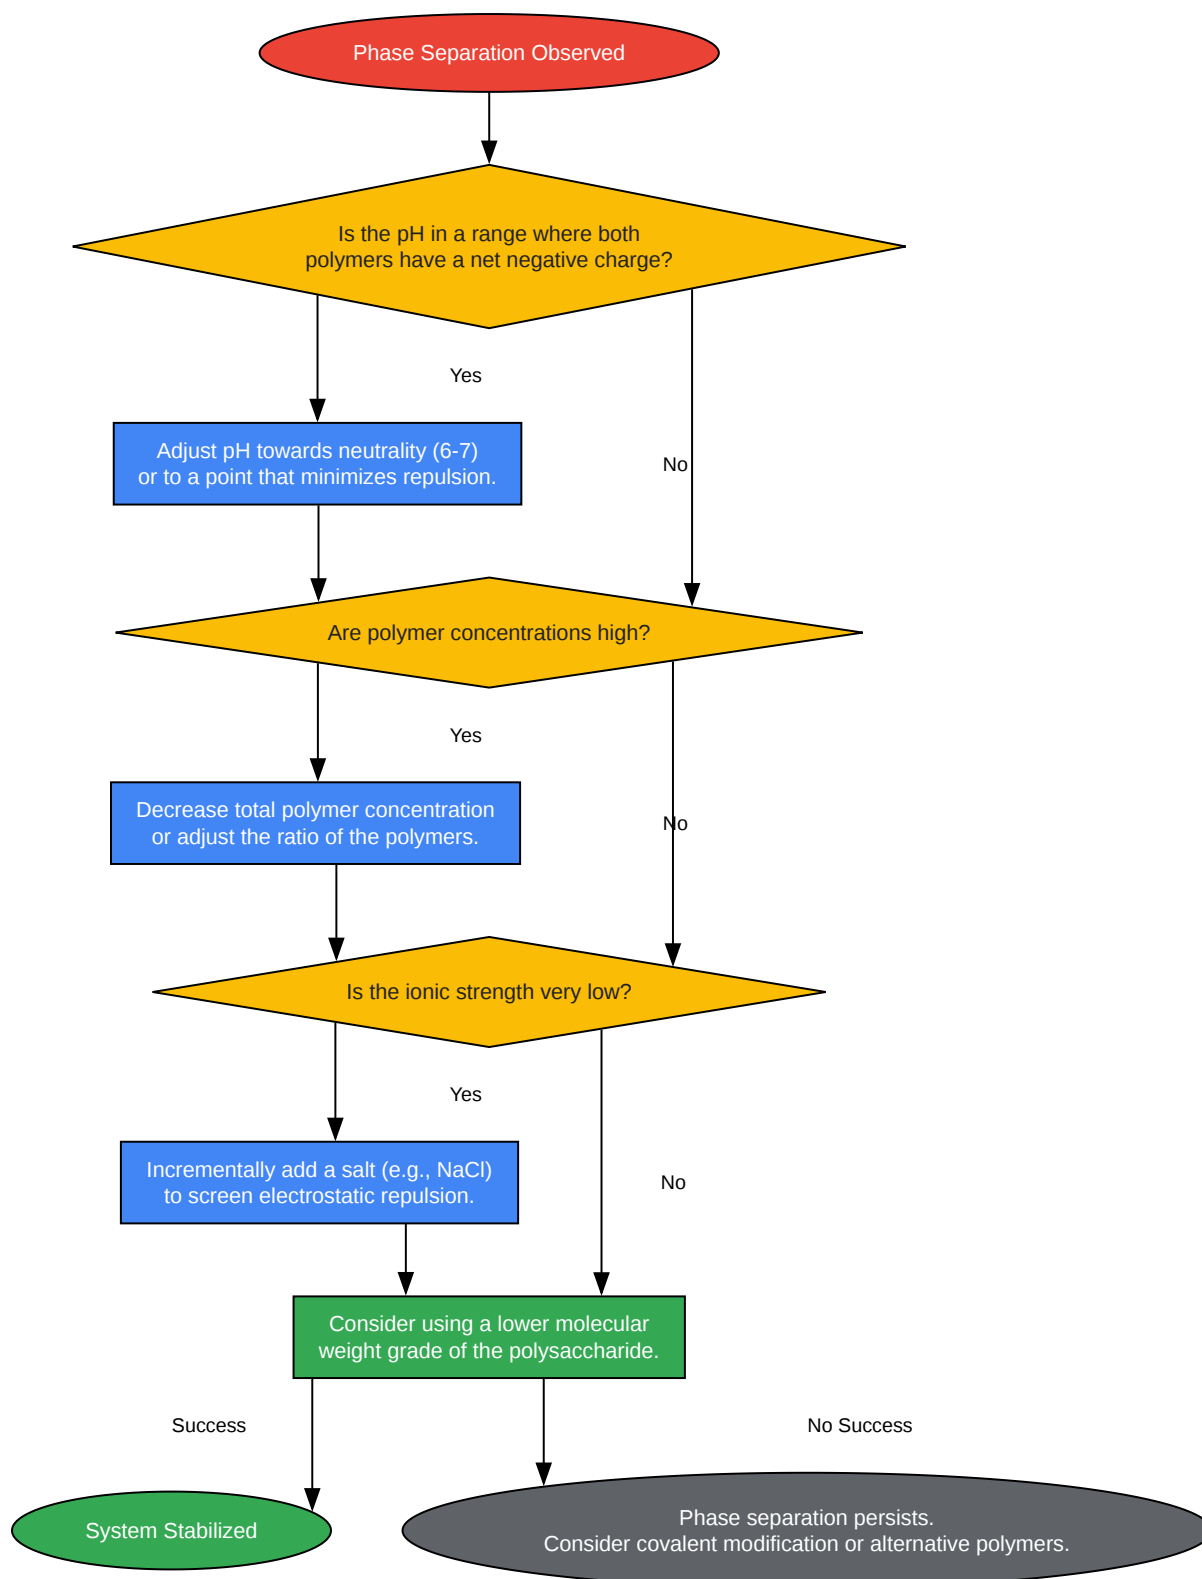 Phase Separation Observed
Is the pH in a range where both
polymers have a net negative charge?
Yes
Adjust pH towards neutrality (6-7)
or to a point that minimizes repulsion.
No
Are polymer concentrations high?
Yes
Decrease total polymer concentration
or adjust the ratio of the polymers.
No
Is the ionic strength very low?
Yes
Incrementally add a salt (e.g., NaCl)
to screen electrostatic repulsion.
No
Consider using a lower molecular
weight grade of the polysaccharide.
Success
No Success
System Stabilized
Phase separation persists.
Consider covalent modification or alternative polymers.